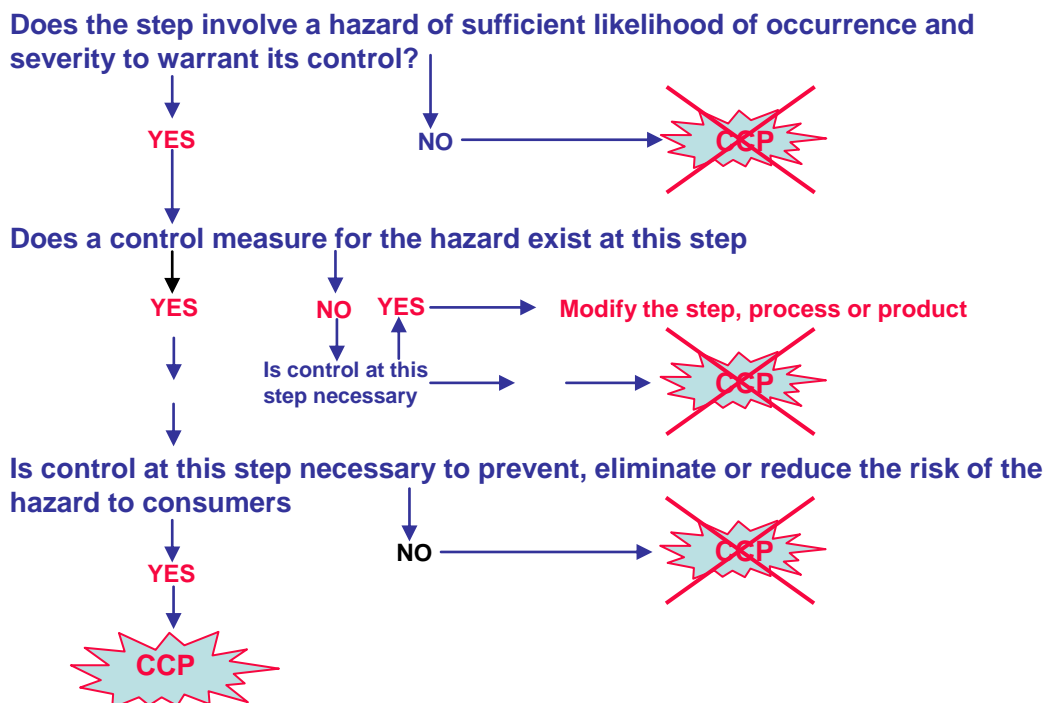 Does the step involve a hazard of sufficient likelihood of occurrence and
severity to warrant its control?
YES
NO
CCP
Does a control measure for the hazard exist at this step
YES
NO
YES
Modify the step, process or product
Is control at this
step necessary
CCP
Is control at this step necessary to prevent, eliminate or reduce the risk of the
hazard to consumers
NO
CCP
YES
CCP